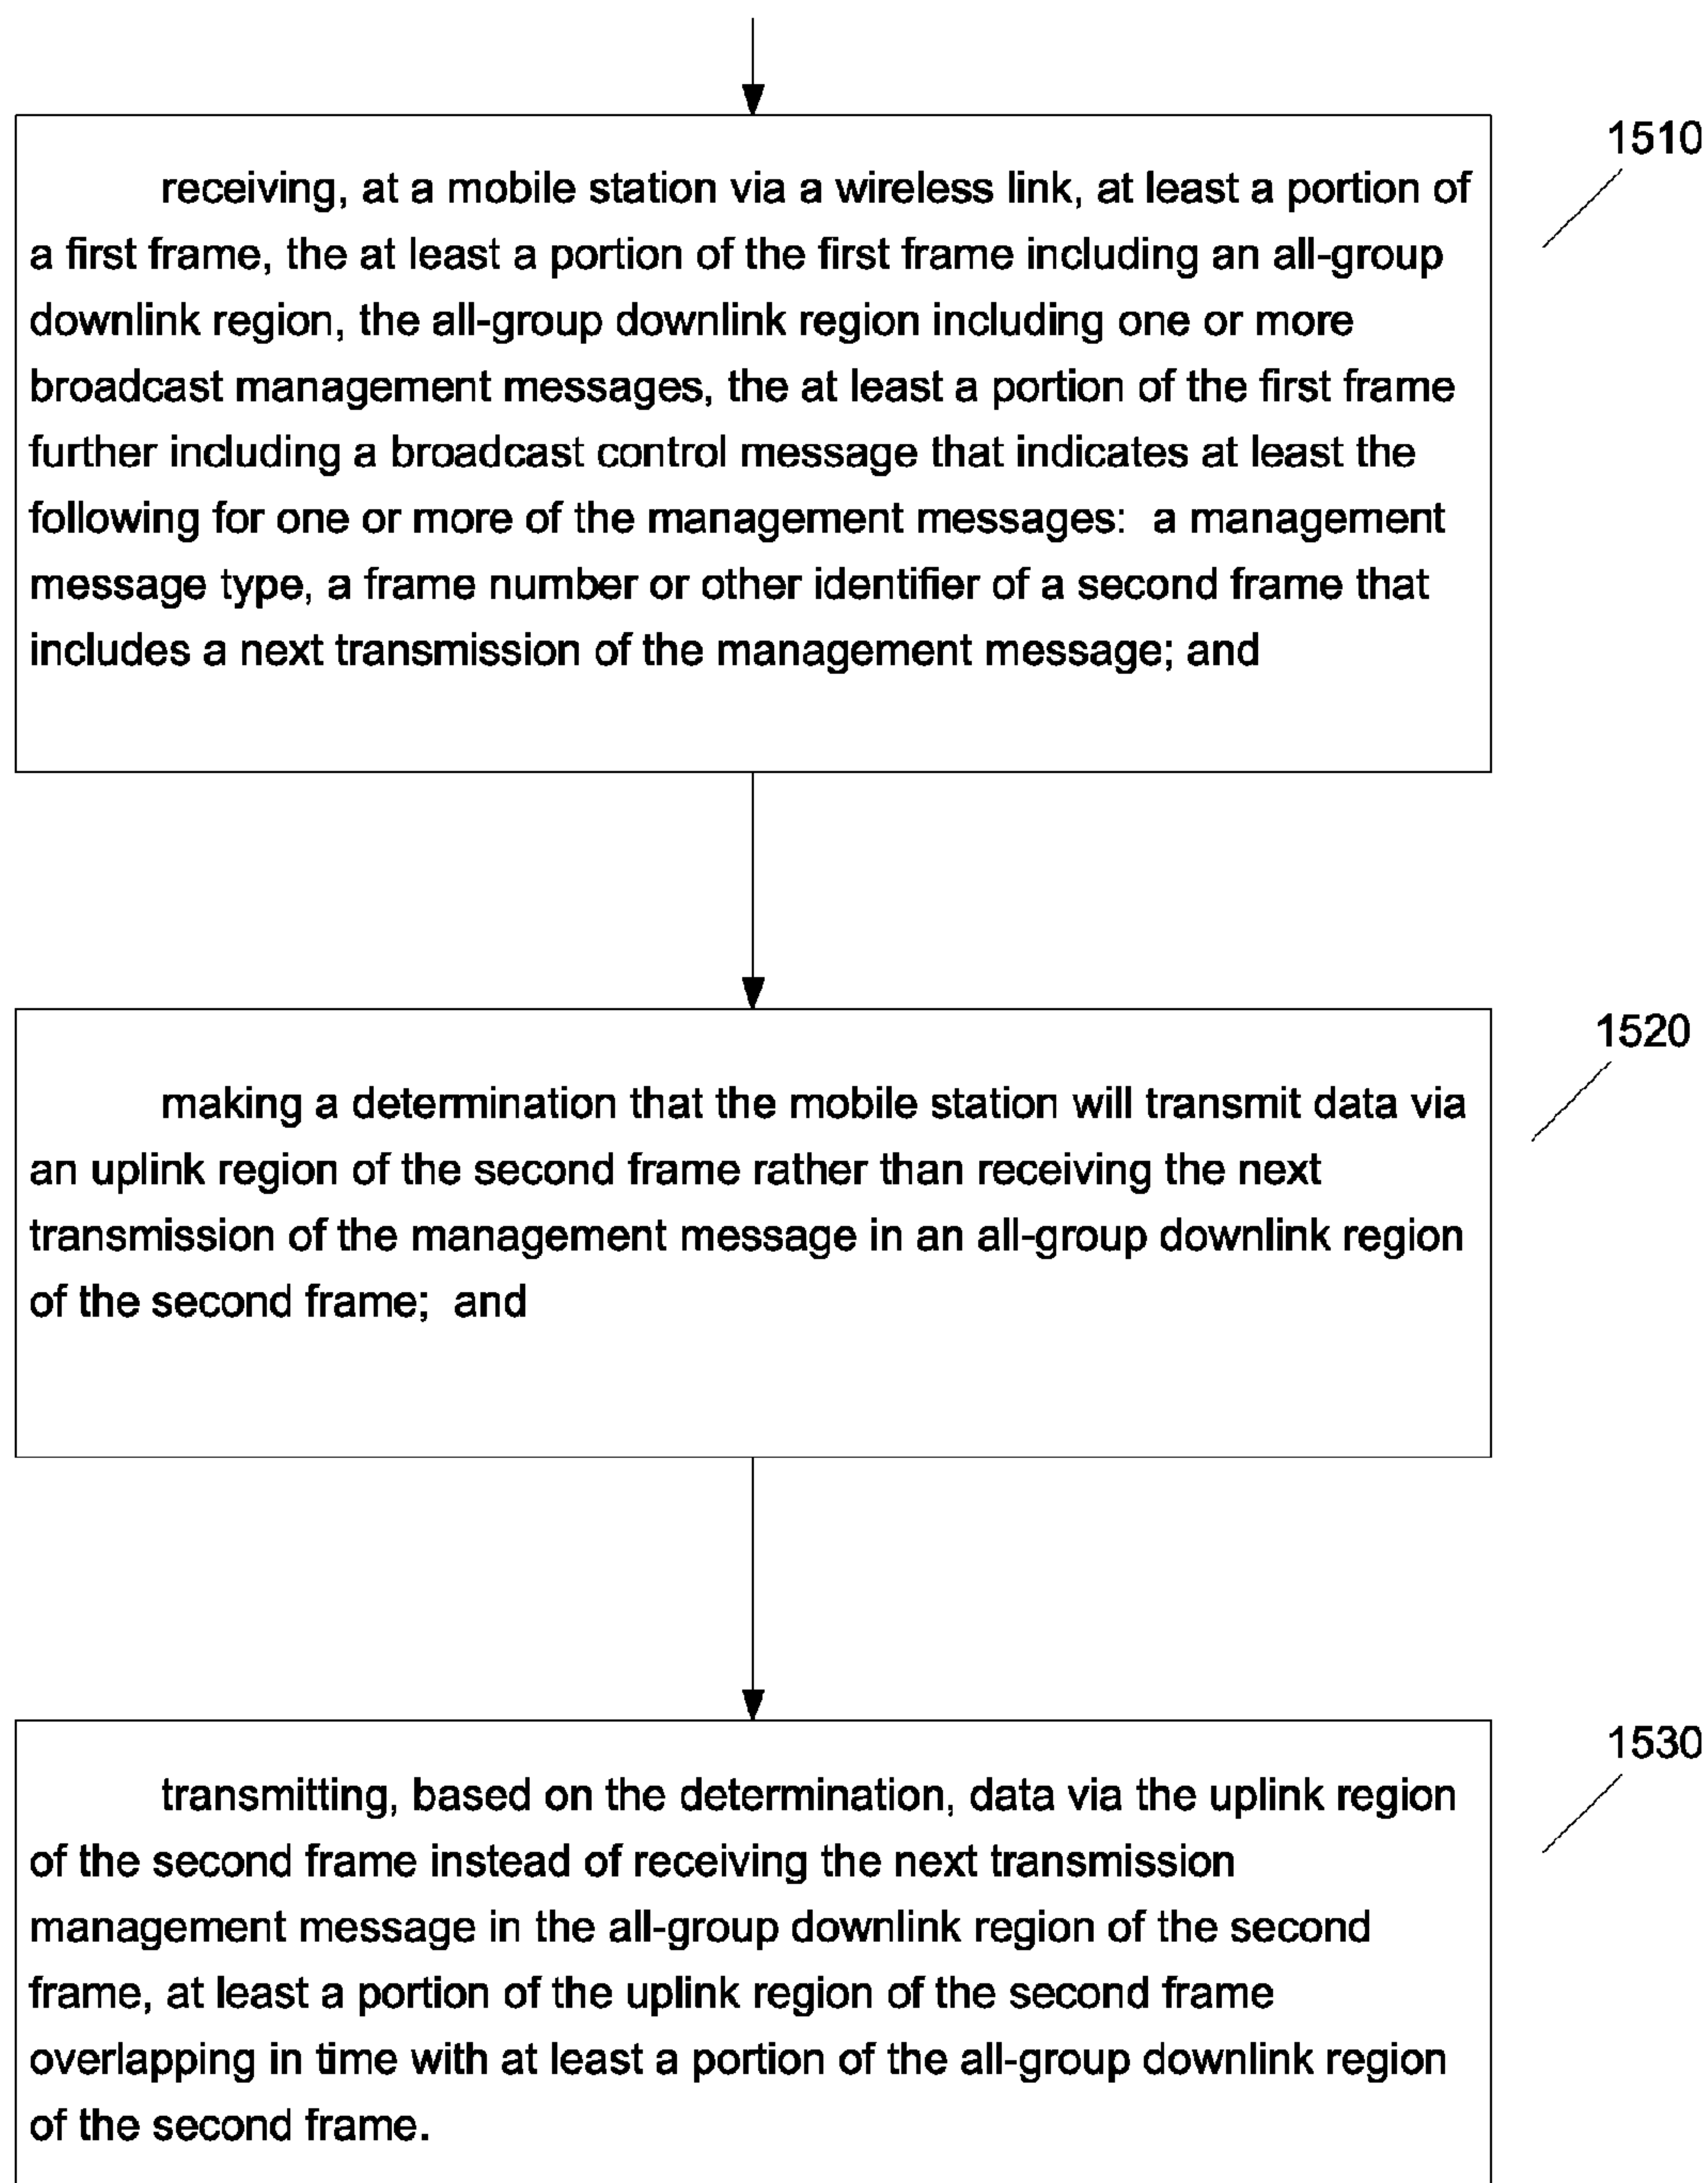 1510
receiving, at a mobile station via a wireless link, at least a portion of
a first frame, the at least a portion of the first frame including an all-group
downlink region, the all-group downlink region including one or more
broadcast management messages, the at least a portion of the first frame
further including a broadcast control message that indicates at least the
following for one or more of the management messages:  a management
message type, a frame number or other identifier of a second frame that
includes a next transmission of the management message; and
1520
making a determination that the mobile station will transmit data via
an uplink region of the second frame rather than receiving the next
transmission of the management message in an all-group downlink region
of the second frame;  and
1530
transmitting, based on the determination, data via the uplink region
of the second frame instead of receiving the next transmission
management message in the all-group downlink region of the second
frame, at least a portion of the uplink region of the second frame
overlapping in time with at least a portion of the all-group downlink region
of the second frame.